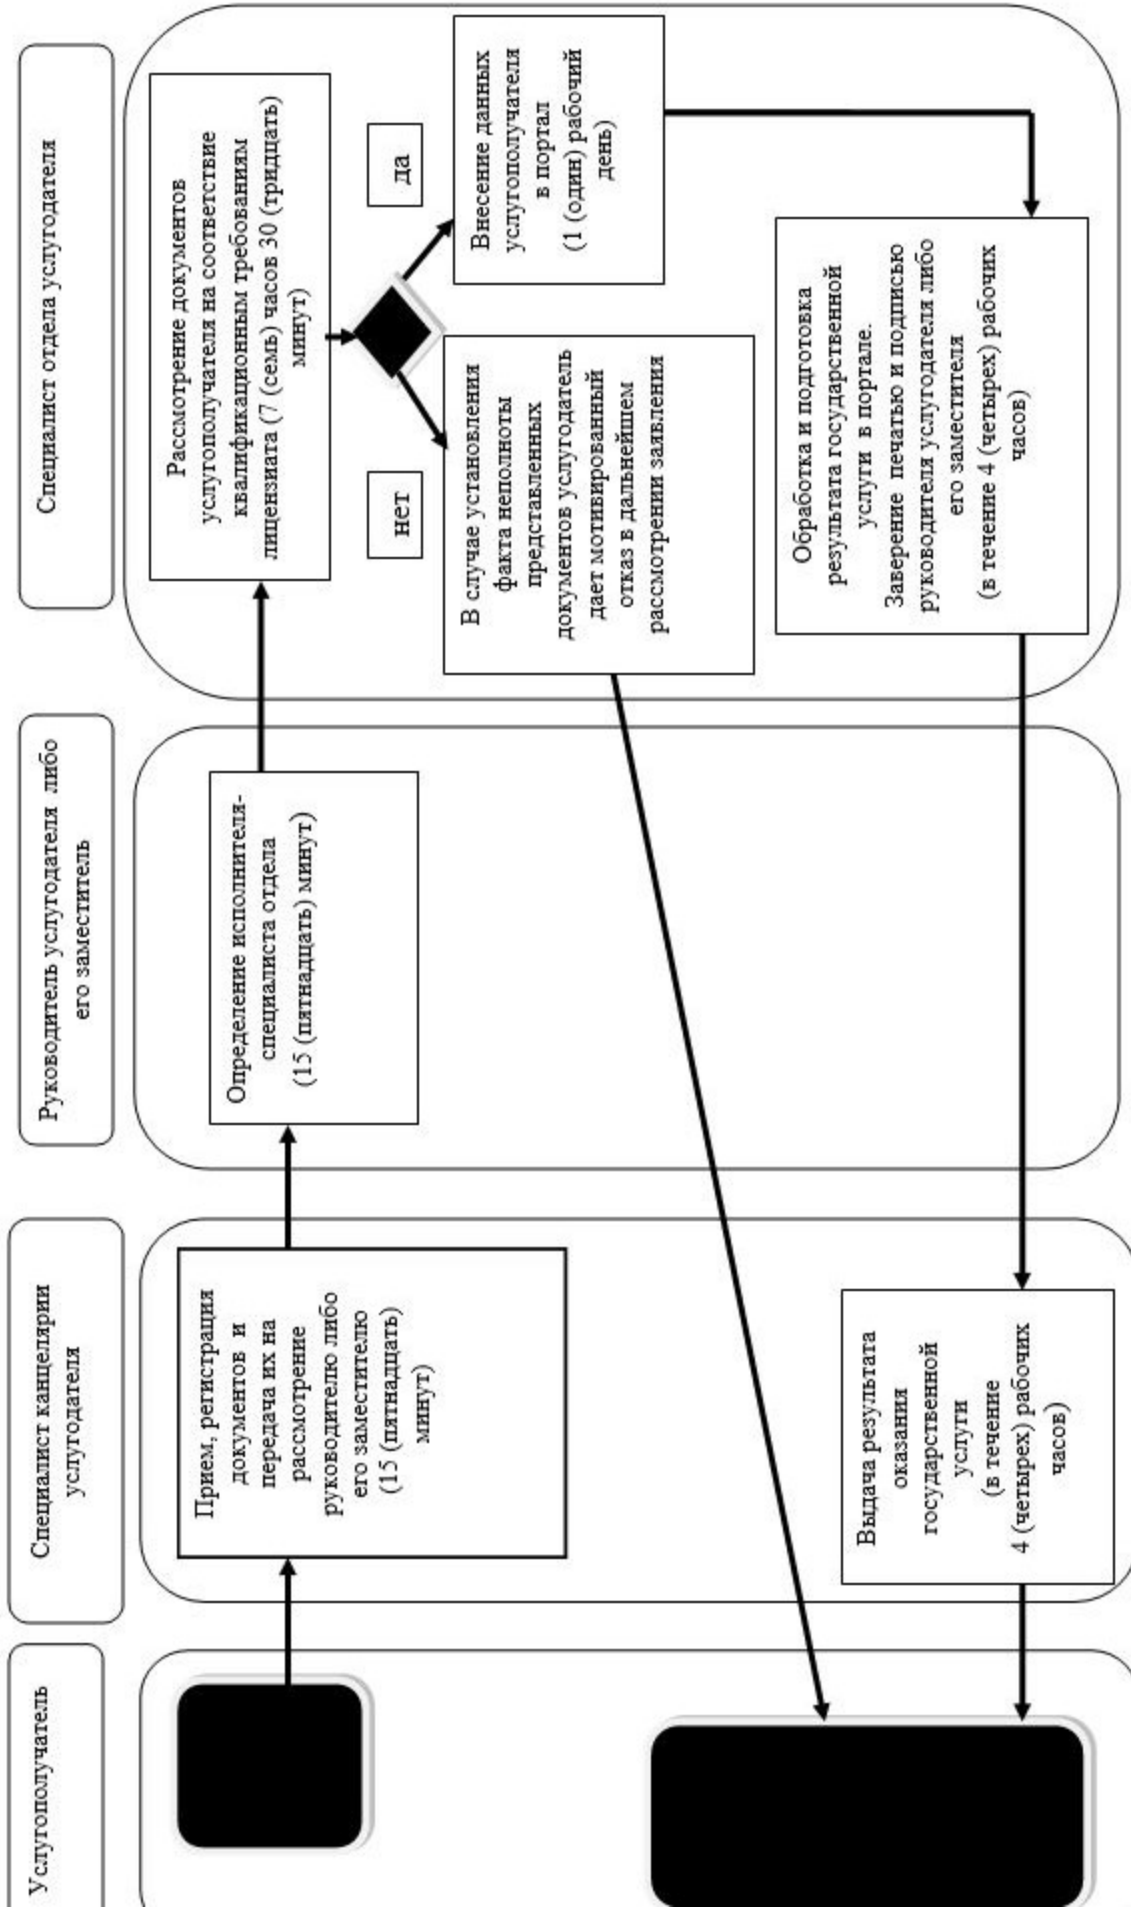 Услугополучатель
Специалист канцелярии
услугодателя
Руководитель услугодателя либо
его заместитель
Специалист отдела услугодателя
Прием, регистрация
документов и
передача их на
рассмотрение
руководителю либо
его заместителю
(15 (пятнадцать)
минут)
Определение исполнителя-
специалиста отдела
(15 (пятнадцать) минут)
Рассмотрение документов
услугополучателя на соответствие
квалификационным требованиям
лицензиата (7 (семь) часов 30 (тридцать)
минут)
нет
да
В случае установления
факта неполноты
представленных
документов услугодатель
дает мотивированный
отказ в дальнейшем
рассмотрении заявления
Внесение данных
услугополучателя
в портал
(1 (один) рабочий
день)
Обработка и подготовка
результата государственной
услуги в портале.
Заверение печатью и подписью
руководителя услугодателя либо
его заместителя
(в течение 4 (четырех) рабочих
часов)
Выдача результата
оказания
государственной
услуги
(в течение
4 (четырех) рабочих
часов)